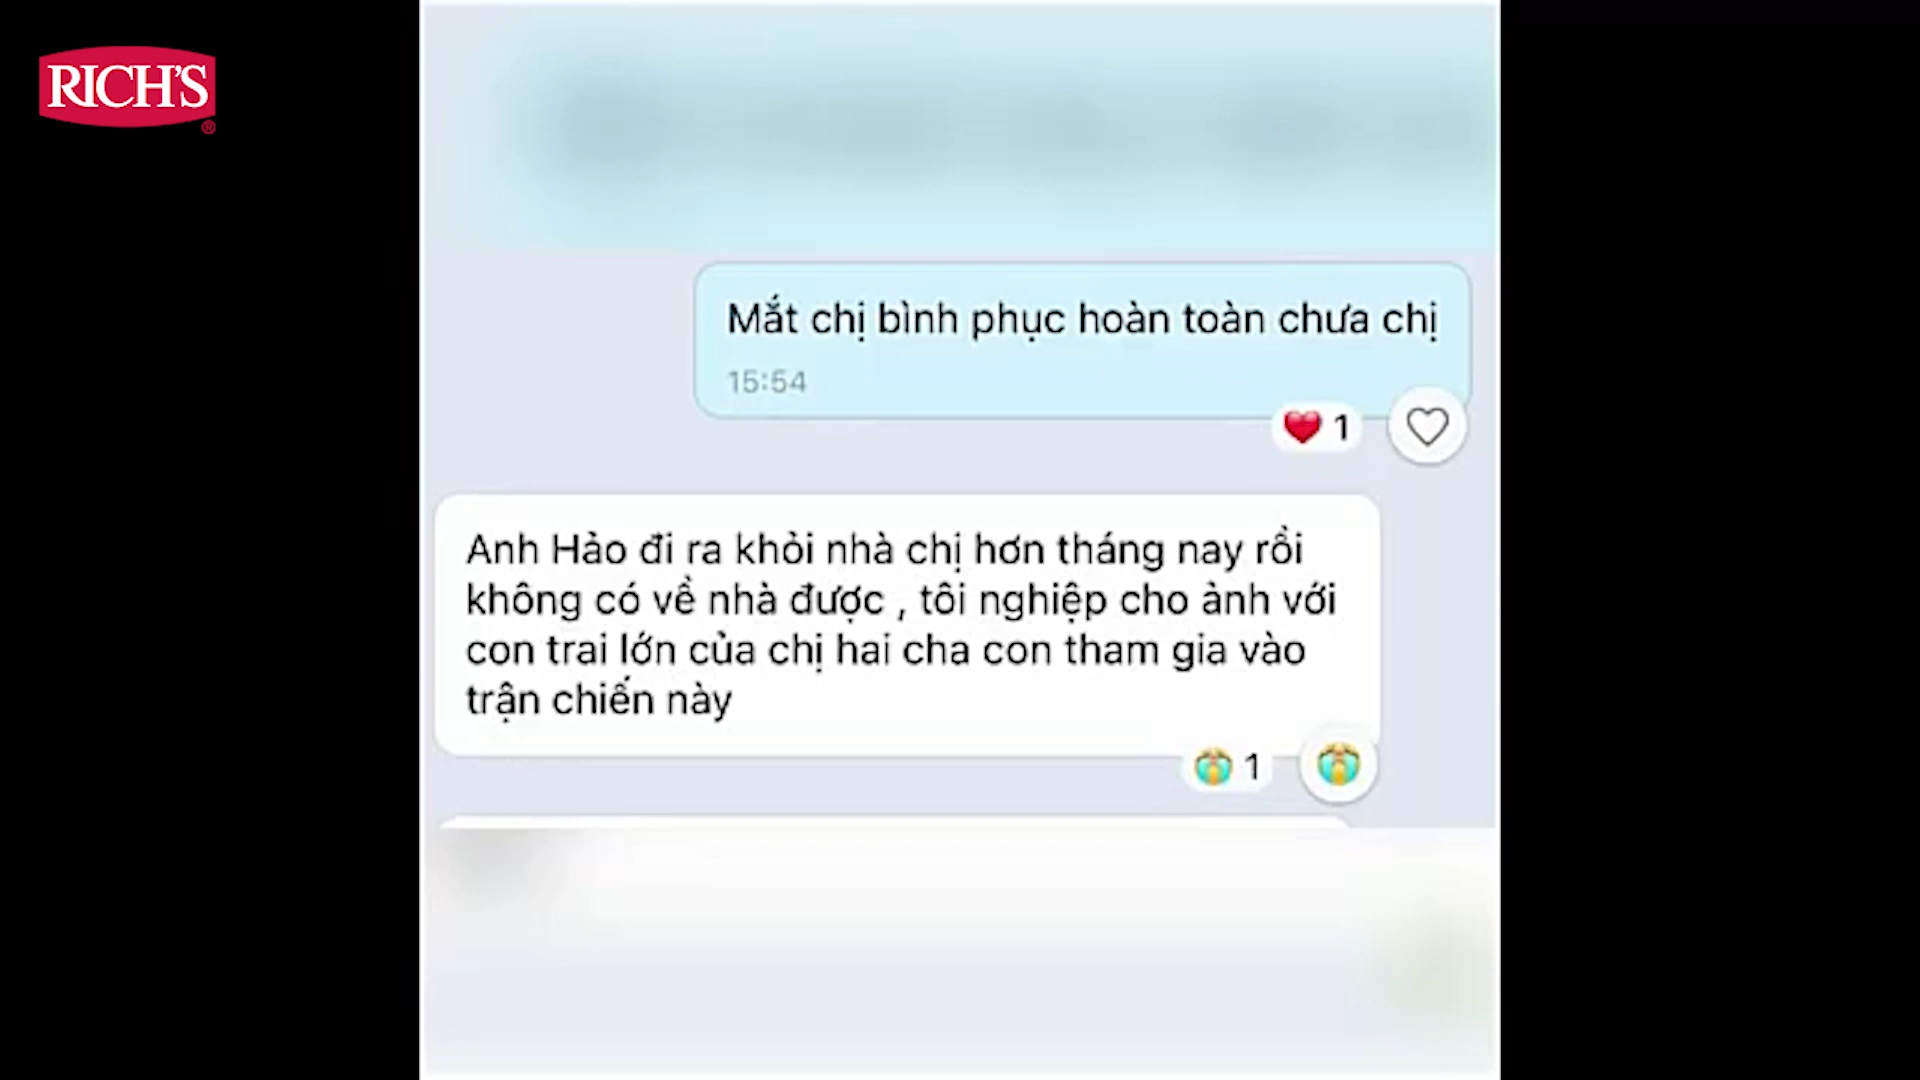 RICH'S
®
Mắt chị bình phục hoàn toàn chưa chị
15:54
1
Anh Hảo đi ra khỏi nhà chị hơn tháng nay rồi
không có về nhà được , tôi nghiệp cho ảnh với
con trai lớn của chị hai cha con tham gia vào
trận chiến này
1